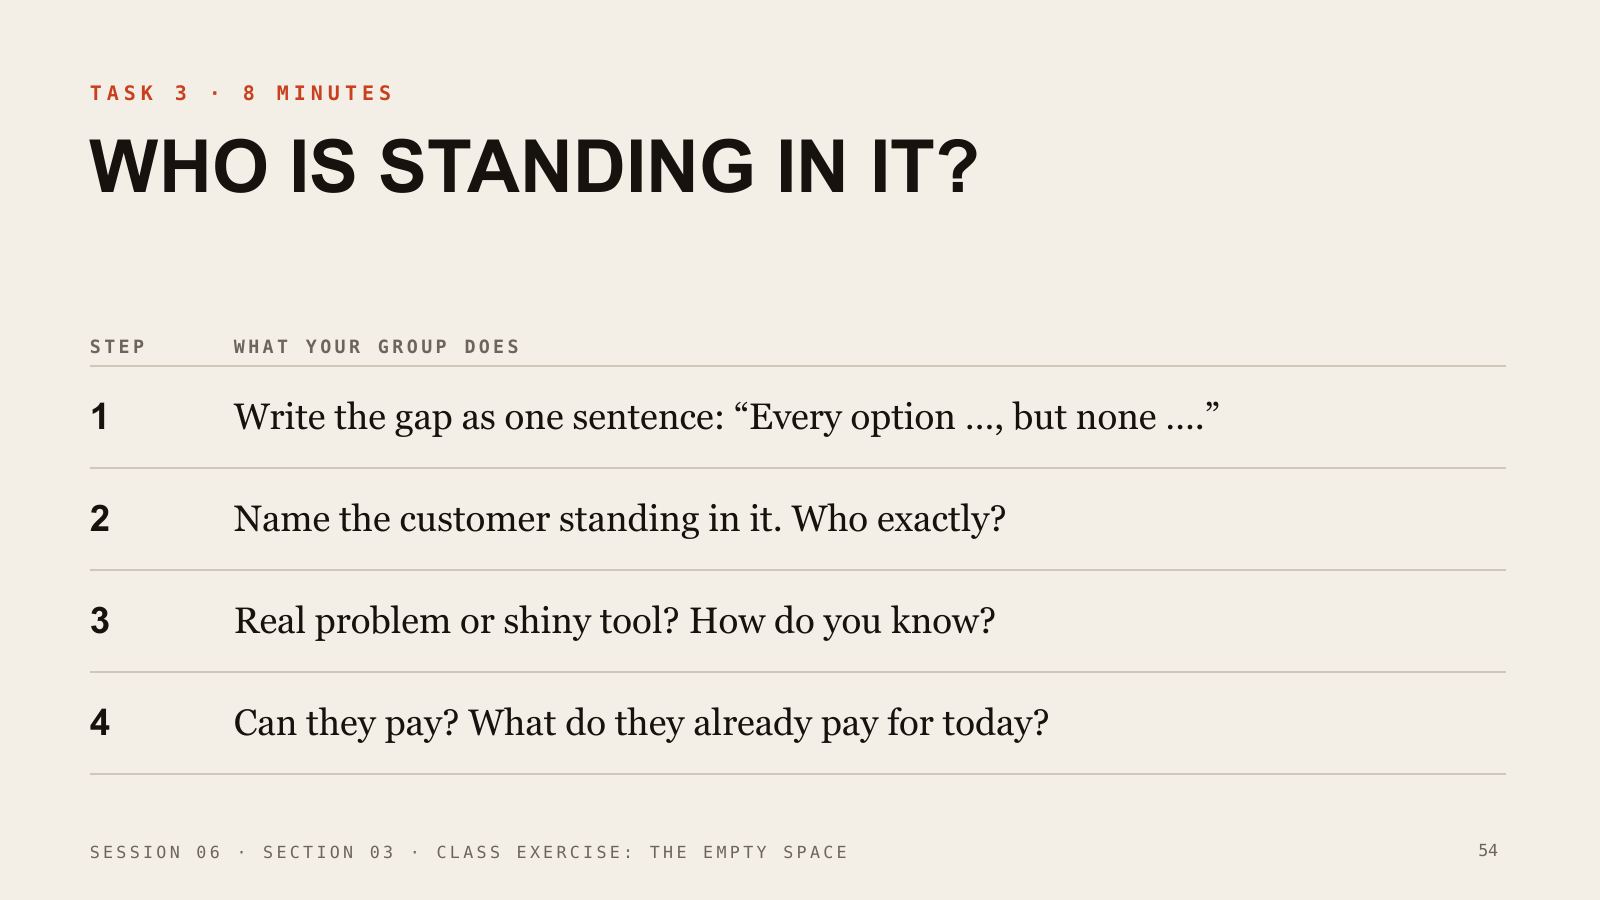 TASK 3 · 8 MINUTES
WHO IS STANDING IN IT?
STEP WHAT YOUR GROUP DOES
1 Write the gap as one sentence: “Every option …, but none ….”
2 Name the customer standing in it. Who exactly?
3 Real problem or shiny tool? How do you know?
4 Can they pay? What do they already pay for today?
SESSION 06 · SECTION 03 · CLASS EXERCISE: THE EMPTY SPACE 54